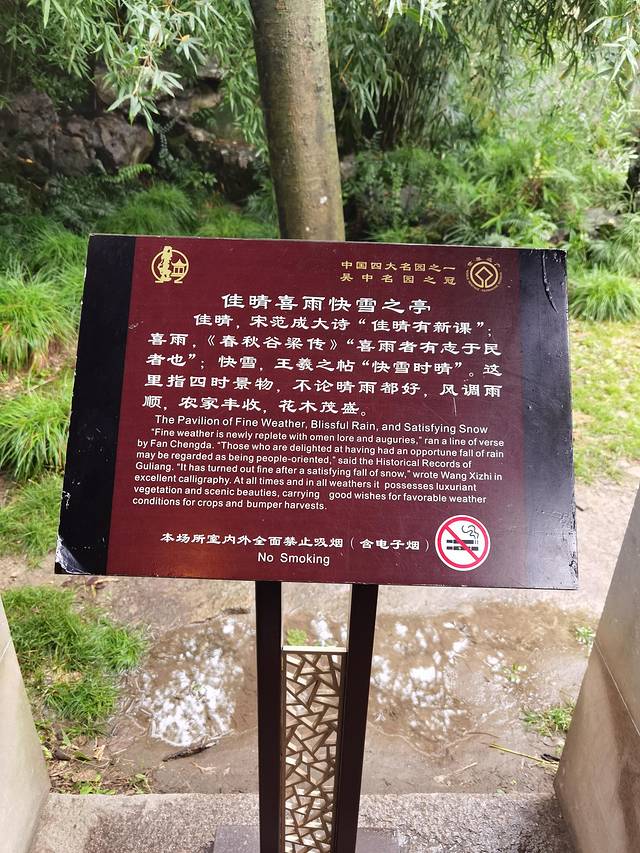 中国四大名园之一
吴中名园之冠
佳晴喜雨快雪之亭
佳晴，宋范成大诗“佳晴有新课”；
喜雨，《春秋谷梁传》“喜雨者有志于民
者也”；快雪，王羲之帖“快雪时晴”。这
里指四时景物，不论晴雨都好，风调雨
顺，农家丰收，花木茂盛。
The Pavilion of Fine Weather, Blissful Rain, and Satisfying Snow
"Fine weather is newly replete with omen lore and auguries," ran a line of verse
by Fan Chengda. "Those who are delighted at having had an opportune fall of rain
may be regarded as being people-oriented," said the Historical Records of
Guliang. "It has turned out fine after a satisfying fall of snow," wrote Wang Xizhi in
excellent calligraphy. At all times and in all weathers it possesses luxuriant
vegetation and scenic beauties, carrying good wishes for favorable weather
conditions for crops and bumper harvests.
本场所室内外全面禁止吸烟（含电子烟）
No Smoking